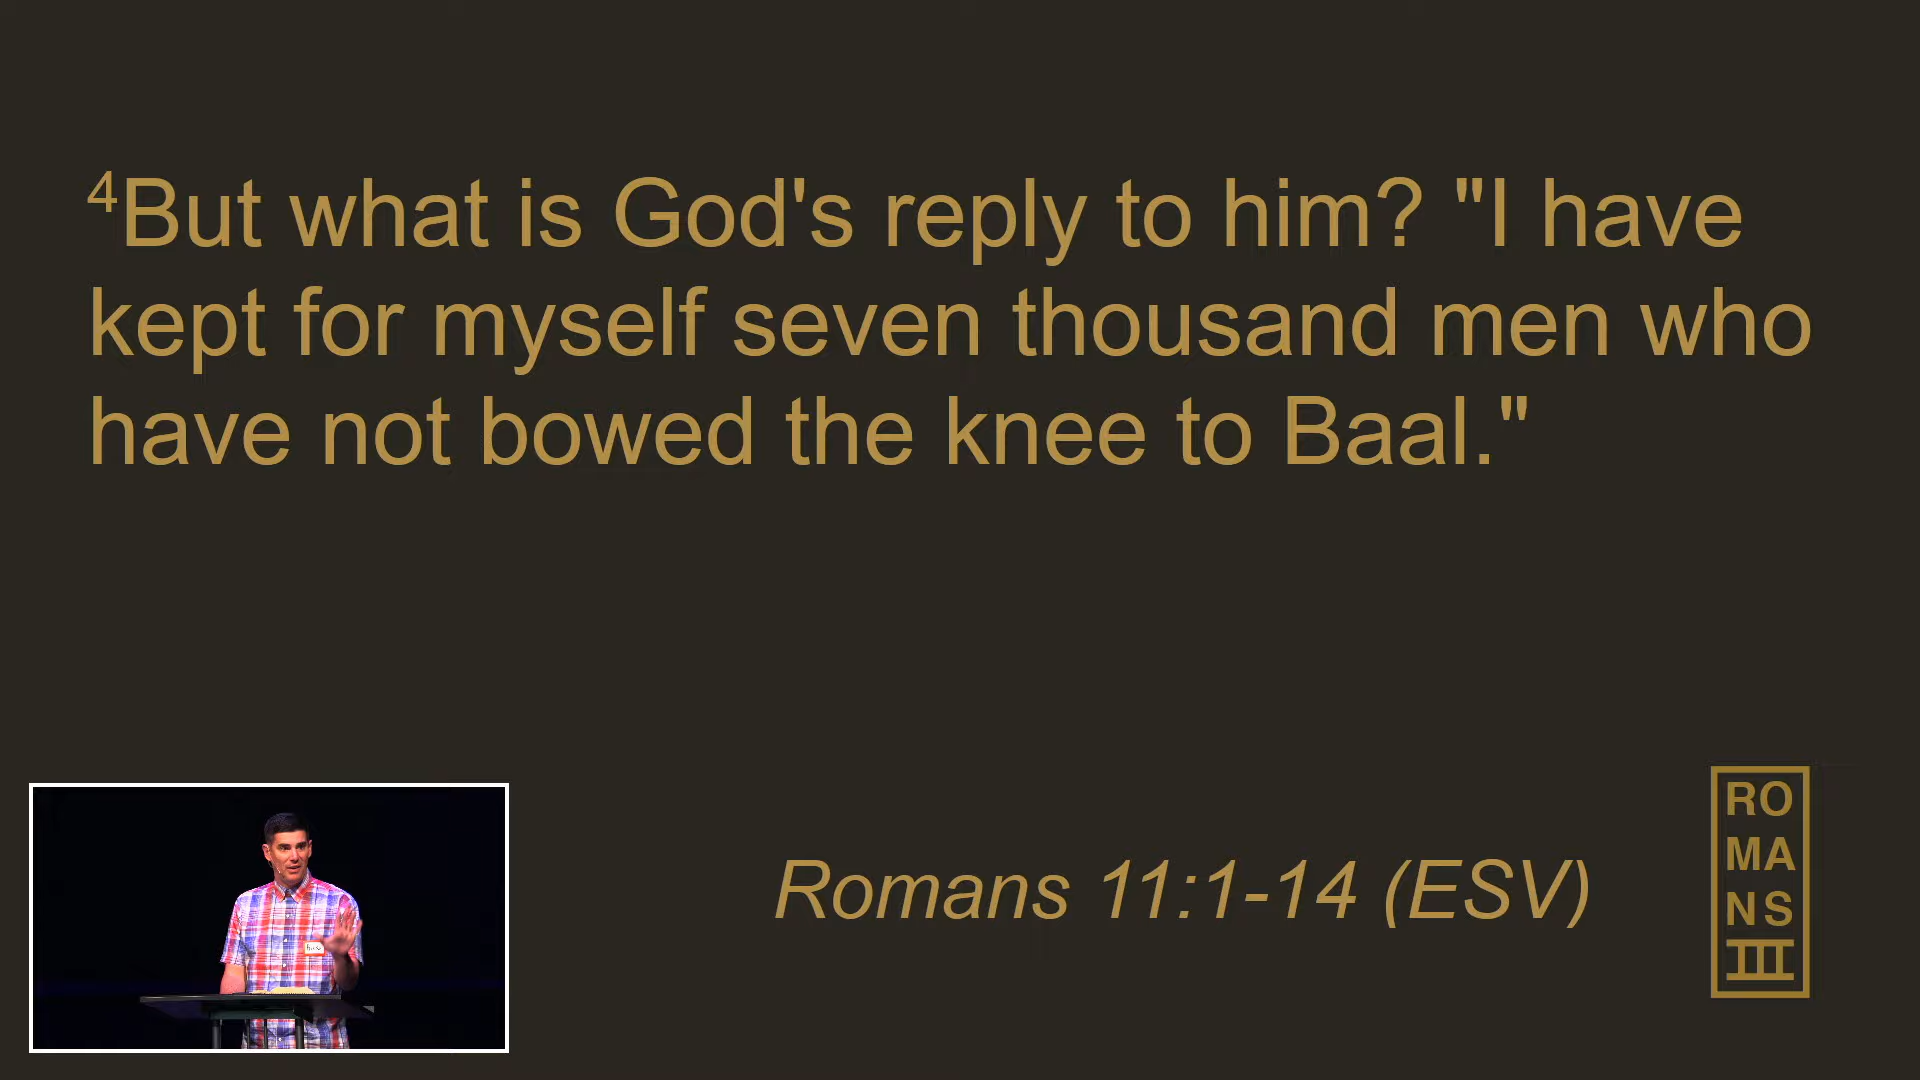 ⁴But what is God's reply to him? "I have
kept for myself seven thousand men who
have not bowed the knee to Baal."
Romans 11:1-14 (ESV)
RO
MA
NS
III